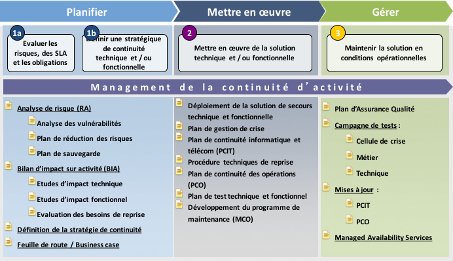 Planifier
Mettre en œuvre
Gérer
1a
Evaluer les
risques, des SLA
et les obligations
1b
Définir une stratégique
de continuité
technique et / ou
fonctionnelle
2
Mettre en œuvre de la solution
technique et / ou fonctionnelle
3
Maintenir la solution en
conditions opérationnelles
Management de la continuité d'activité
Analyse de risque (RA)
Analyse des vulnérabilités
Plan de réduction des risques
Plan de sauvegarde
Bilan d'impact sur activité (BIA)
Etudes d'impact technique
Etudes d'impact fonctionnel
Evaluation des besoins de reprise
Définition de la stratégie de continuité
Feuille de route / Business case
Déploiement de la solution de secours
technique et fonctionnelle
Plan de gestion de crise
Plan de continuité informatique et
télécom (PCIT)
Procédure techniques de reprise
Plan de continuité des opérations
(PCO)
Plan de test technique et fonctionnel
Développement du programme de
maintenance (MCO)
Plan d'Assurance Qualité
Campagne de tests :
Cellule de crise
Métier
Technique
Mises à jour :
PCIT
PCO
Managed Availability Services